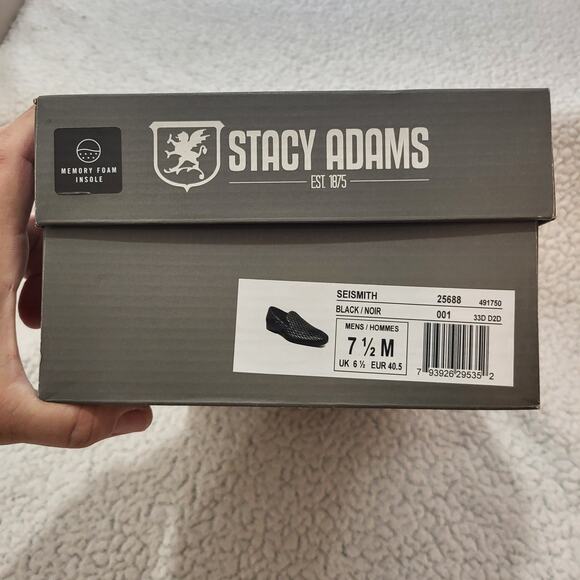 MEMORY FOAM
INSOLE
STACY ADAMS
EST. 1875
SEISMITH 25688 491750
BLACK / NOIR 001 33D D2D
MENS / HOMMES
7 ½ M
UK 6 ½ EUR 40.5
7 93926 29535 2